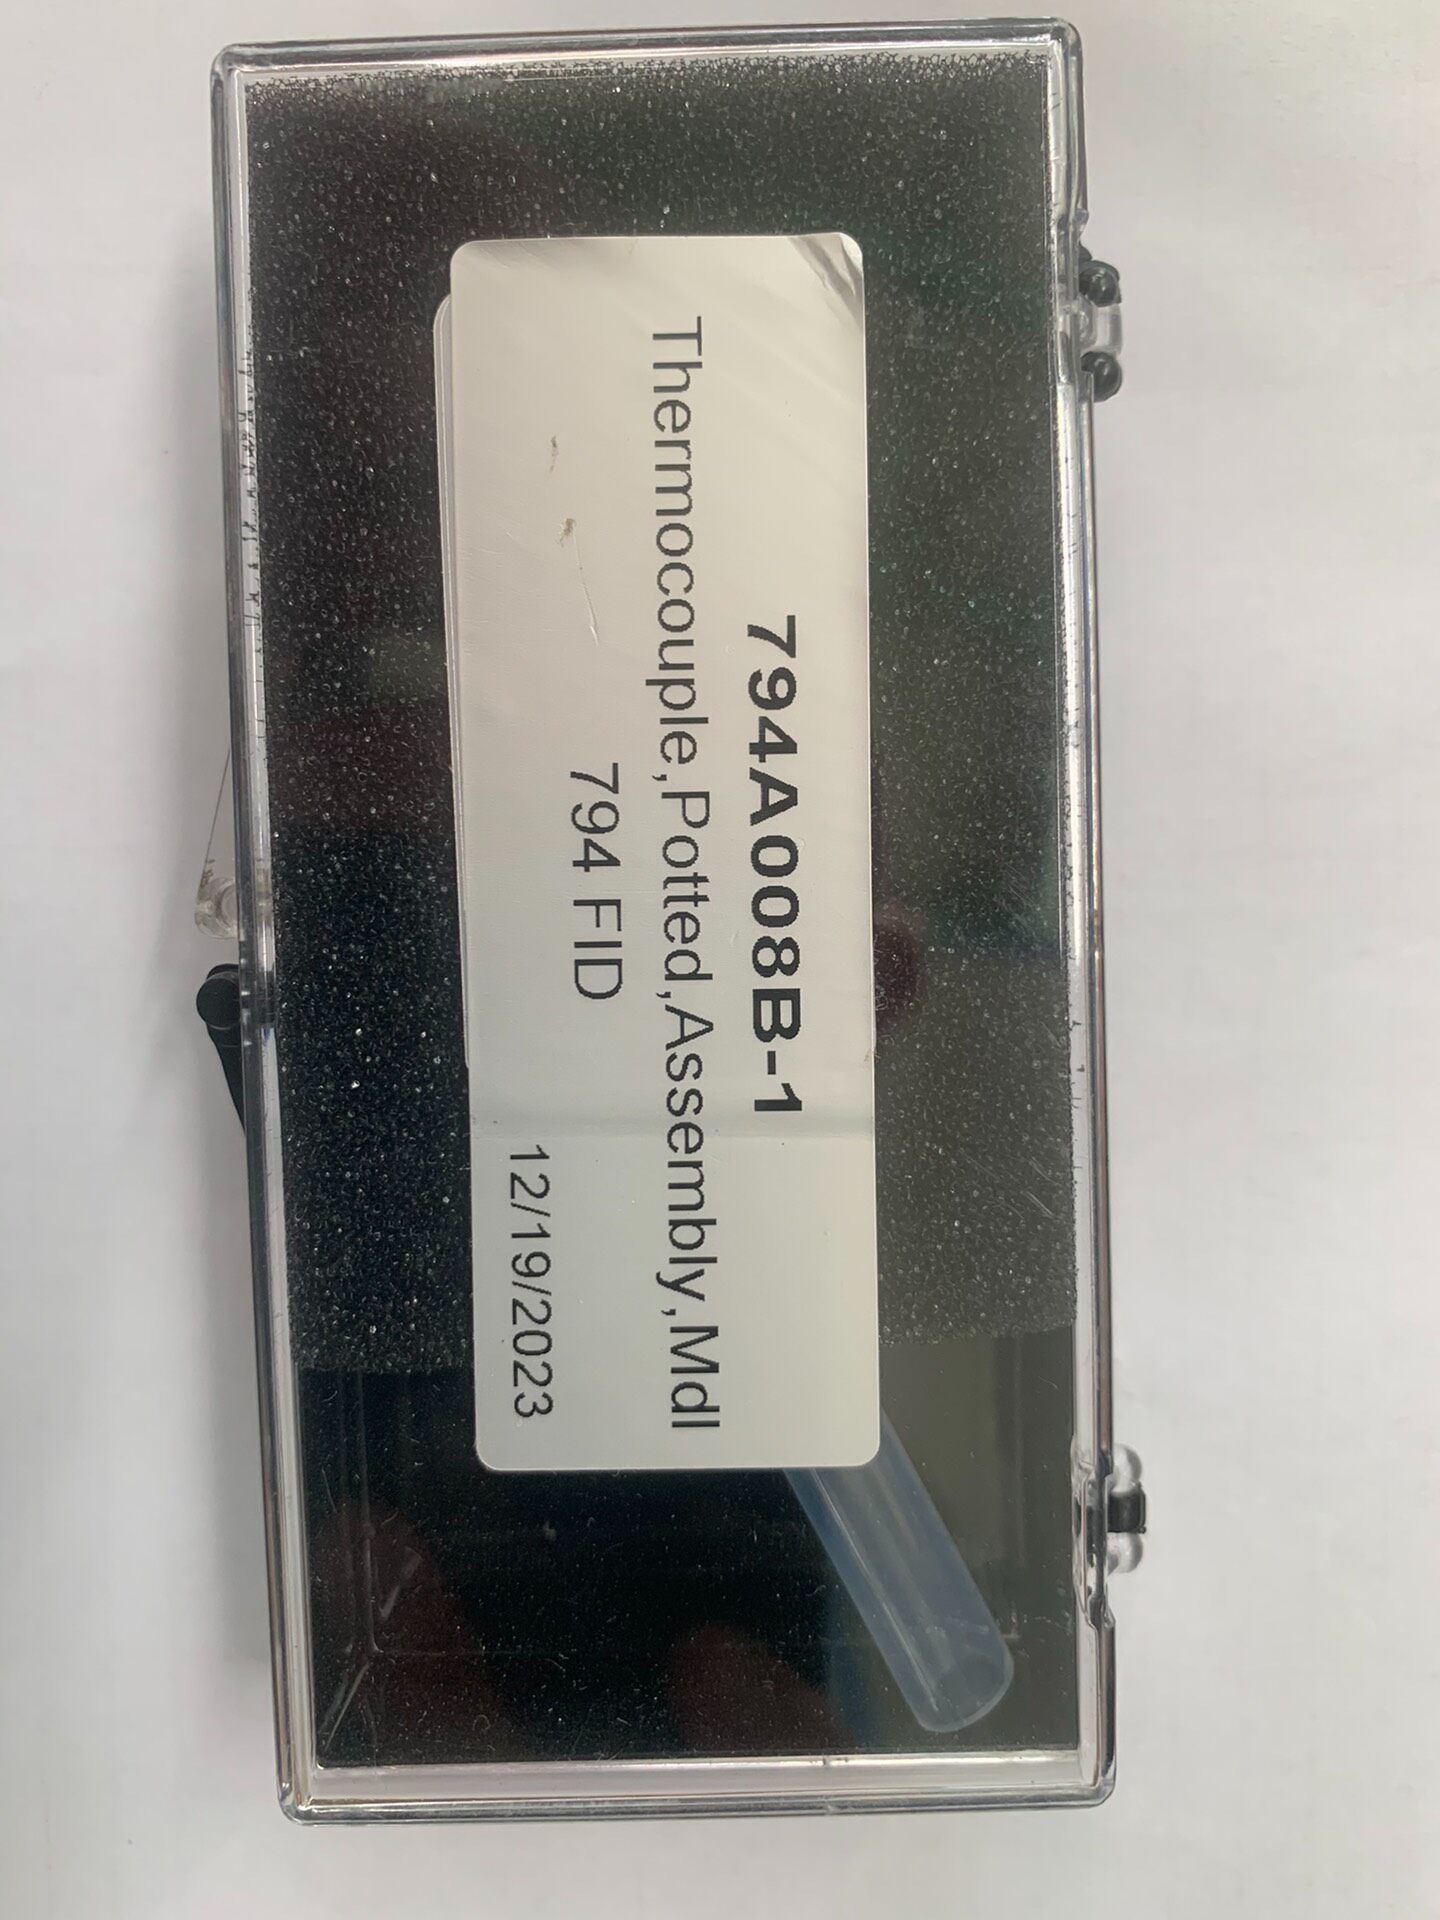 794A008B-1
Thermocouple,Potted,Assembly,Mdl
794 FID
12/19/2023